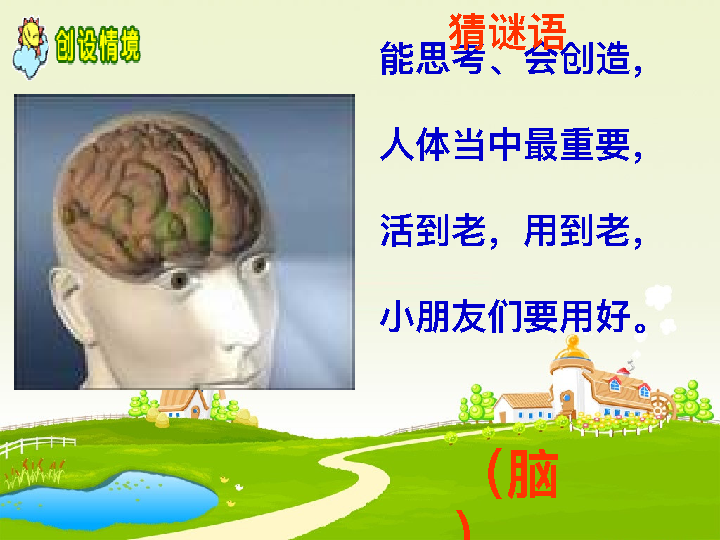 创设情境
猜谜语
能思考、会创造，
人体当中最重要，
活到老，用到老，
小朋友们要用好。
（脑
）